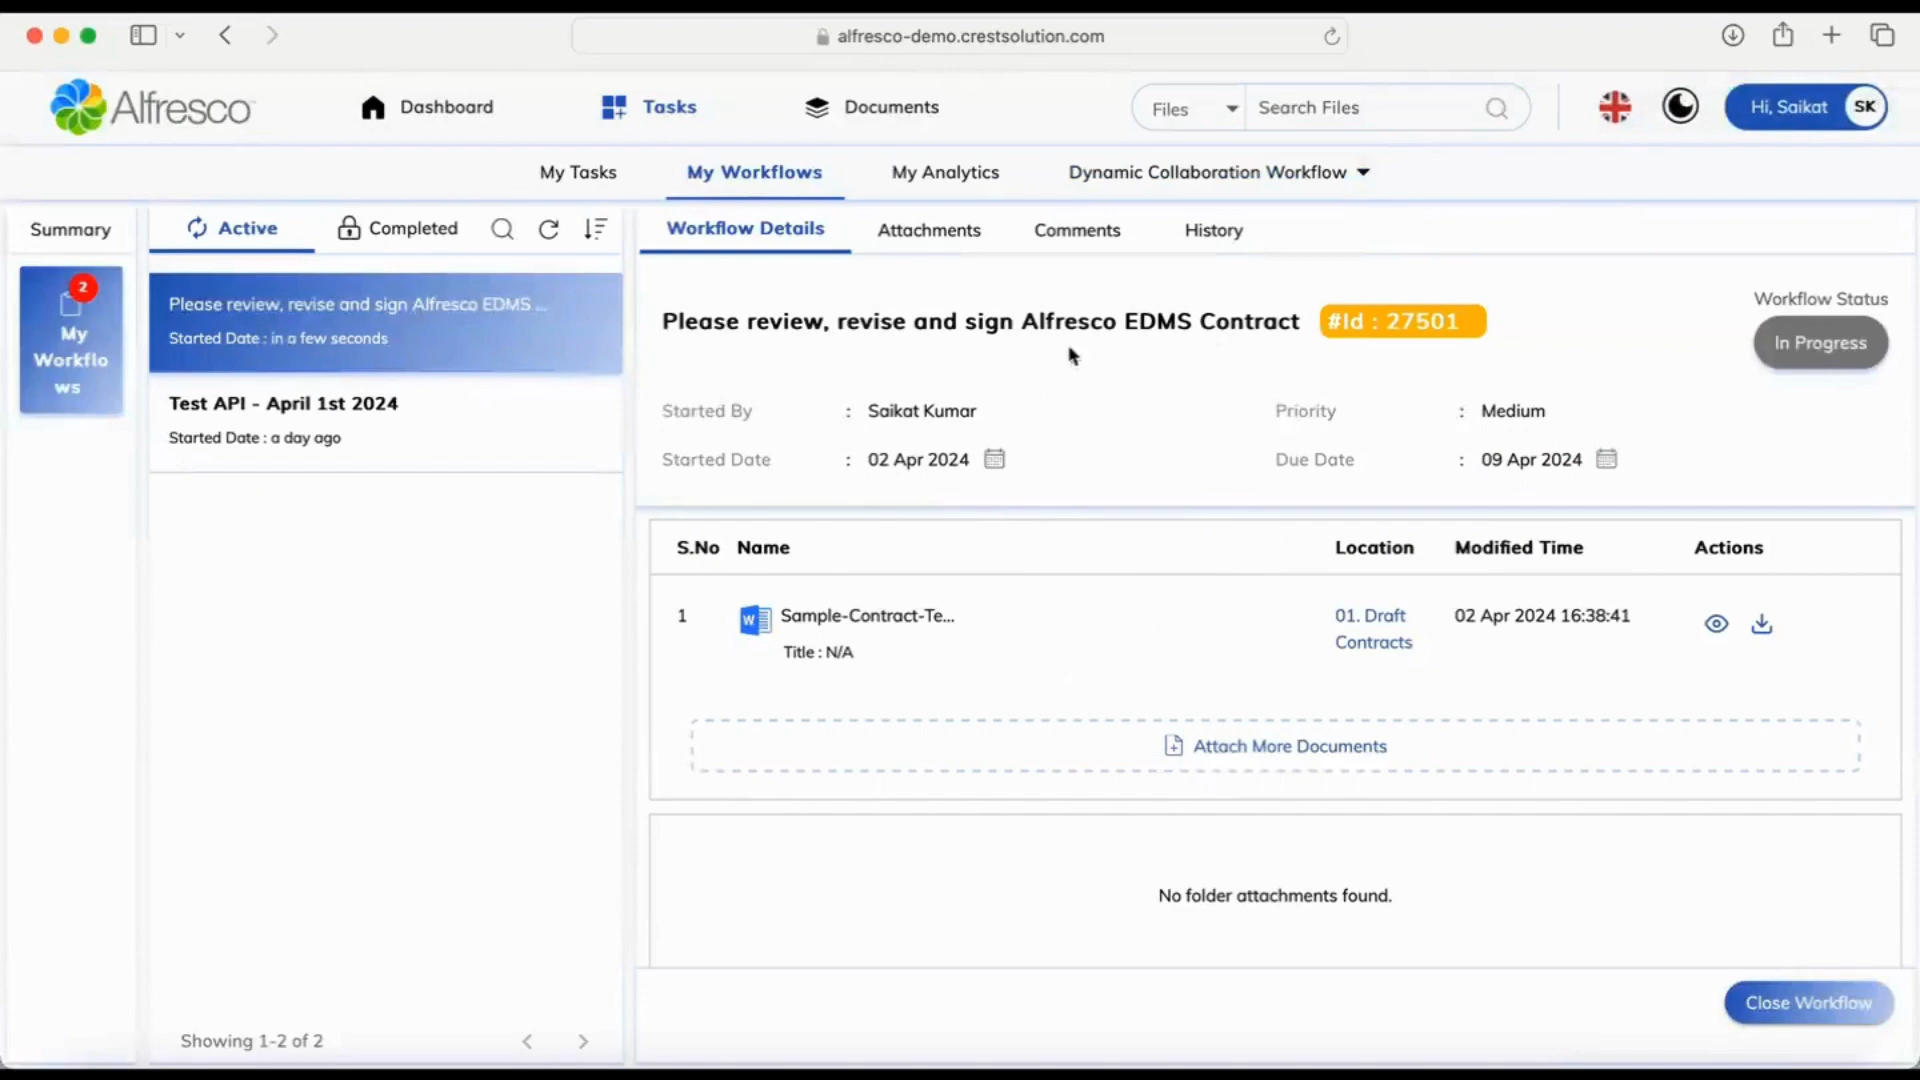 alfresco-demo.crestsolution.com
Alfresco
Dashboard
Tasks
Documents
Files
Search Files
Hi, Saikat
SK
My Tasks
My Workflows
My Analytics
Dynamic Collaboration Workflow
Summary
2
My
Workflo
ws
Active
Completed
Please review, revise and sign Alfresco EDMS ...
Started Date : in a few seconds
Test API - April 1st 2024
Started Date : a day ago
Showing 1-2 of 2
Workflow Details
Attachments
Comments
History
Please review, revise and sign Alfresco EDMS Contract
#Id : 27501
Workflow Status
In Progress
Started By : Saikat Kumar
Priority : Medium
Started Date : 02 Apr 2024
Due Date : 09 Apr 2024
S.No Name Location Modified Time Actions
1 W Sample-Contract-Te... 01. Draft 02 Apr 2024 16:38:41
Contracts
Title : N/A
Attach More Documents
No folder attachments found.
Close Workflow